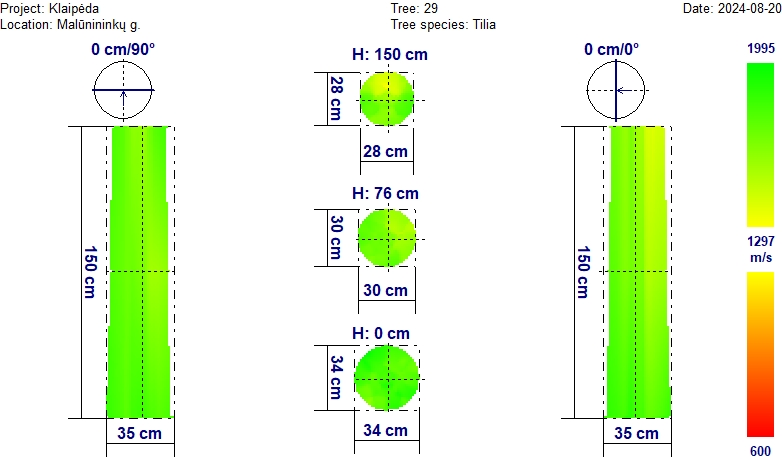 Project: Klaipėda
Tree: 29
Date: 2024-08-20
Location: Malūnininkų g.
Tree species: Tilia
0 cm/90°
H: 150 cm
0 cm/0°
1995
28 cm
28 cm
H: 76 cm
30 cm
30 cm
1297
m/s
150 cm
150 cm
H: 0 cm
34 cm
34 cm
35 cm
35 cm
600